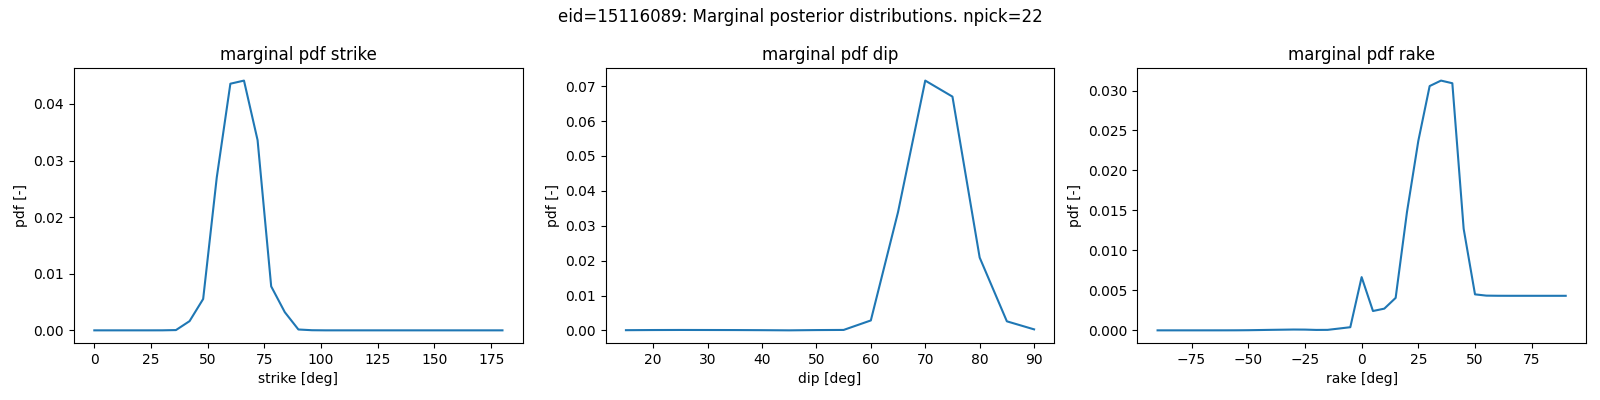 eid=15116089: Marginal posterior distributions. npick=22
marginal pdf strike
0.04
0.03
0.02
0.01
0.00
pdf [-]
0 25 50 75 100 125 150 175
strike [deg]
marginal pdf dip
0.07
0.06
0.05
0.04
0.03
0.02
0.01
0.00
pdf [-]
20 30 40 50 60 70 80 90
dip [deg]
marginal pdf rake
0.030
0.025
0.020
0.015
0.010
0.005
0.000
pdf [-]
−75 −50 −25 0 25 50 75
rake [deg]